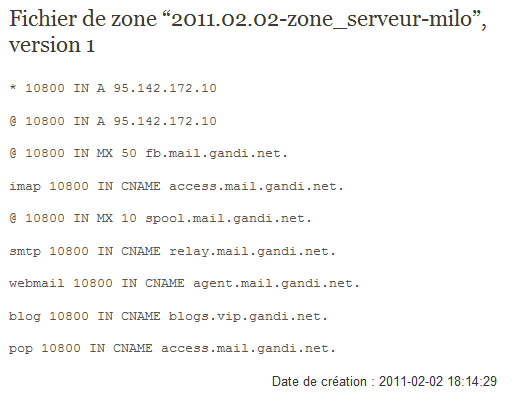 Fichier de zone “2011.02.02-zone_serveur-milo”,
version 1
* 10800 IN A 95.142.172.10
@ 10800 IN A 95.142.172.10
@ 10800 IN MX 50 fb.mail.gandi.net.
imap 10800 IN CNAME access.mail.gandi.net.
@ 10800 IN MX 10 spool.mail.gandi.net.
smtp 10800 IN CNAME relay.mail.gandi.net.
webmail 10800 IN CNAME agent.mail.gandi.net.
blog 10800 IN CNAME blogs.vip.gandi.net.
pop 10800 IN CNAME access.mail.gandi.net.
Date de création : 2011-02-02 18:14:29